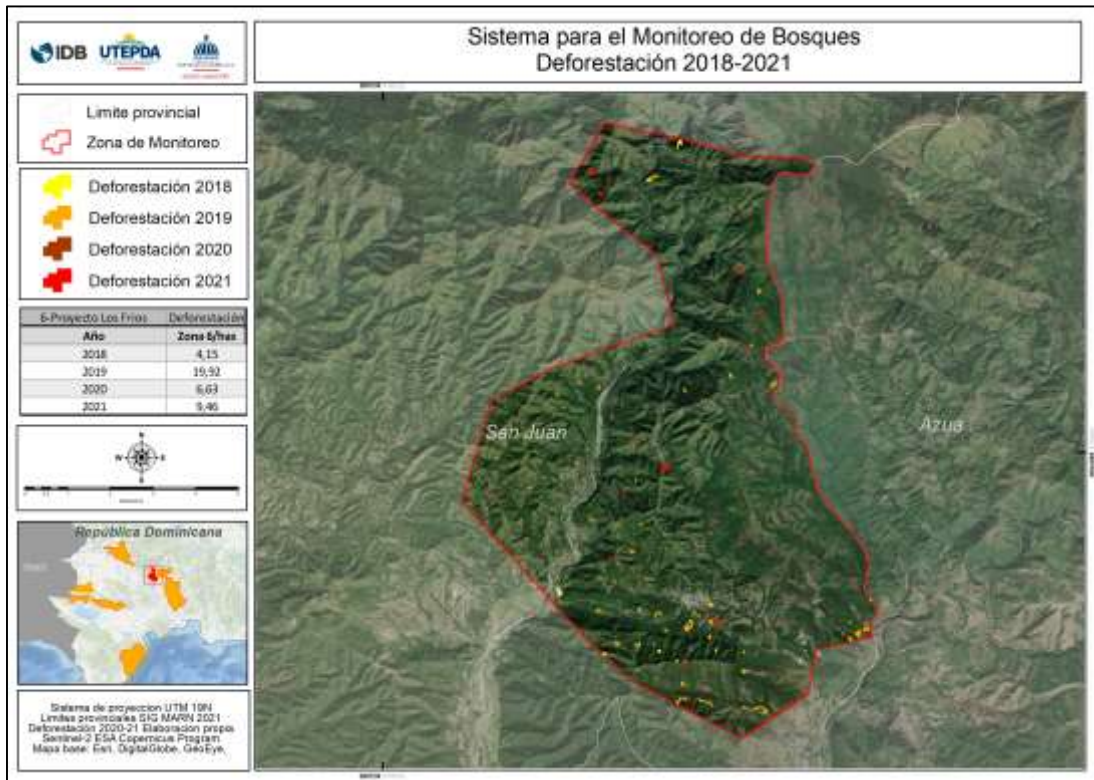 IDB
UTEPDA
Sistema para el Monitoreo de Bosques
Deforestación 2018-2021
Limite provincial
Zona de Monitoreo
Deforestación 2018
Deforestación 2019
Deforestación 2020
Deforestación 2021
6-Proyecto Los Frios Deforestación
Año Zona 6/has
2018 4,15
2019 19,92
2020 6,63
2021 9,46
N
W E
S
San Juan
Azua
República Dominicana
Sistema de proyeccion UTM 19N
Limites provinciales SIG MARN 2021
Deforestación 2020-21 Elaboracion propia
Sentinel-2 ESA Copernicus Program
Mapa base: Esri, DigitalGlobe, GeoEye,